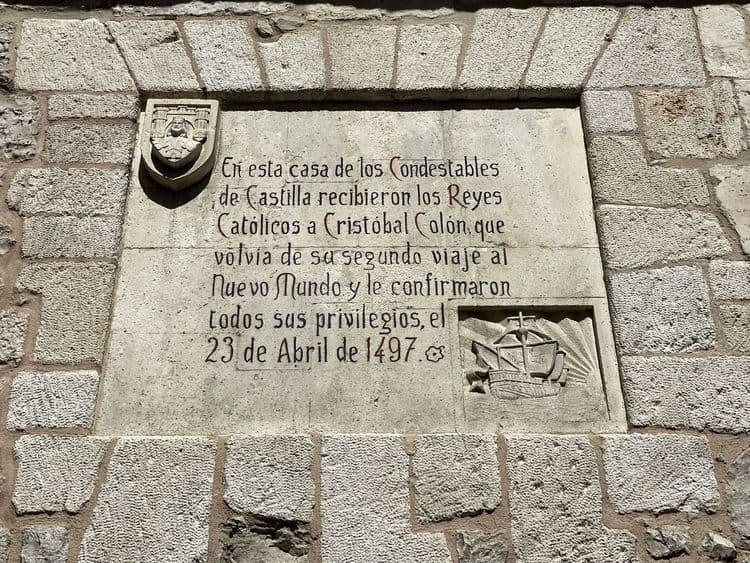 En esta casa de los Condestables
de Castilla recibieron los Reyes
Católicos a Cristóbal Colón, que
volvia de su segundo viaje al
Nuevo Mundo y le confirmaron
todos sus privilegios, el
23 de Abril de 1497.